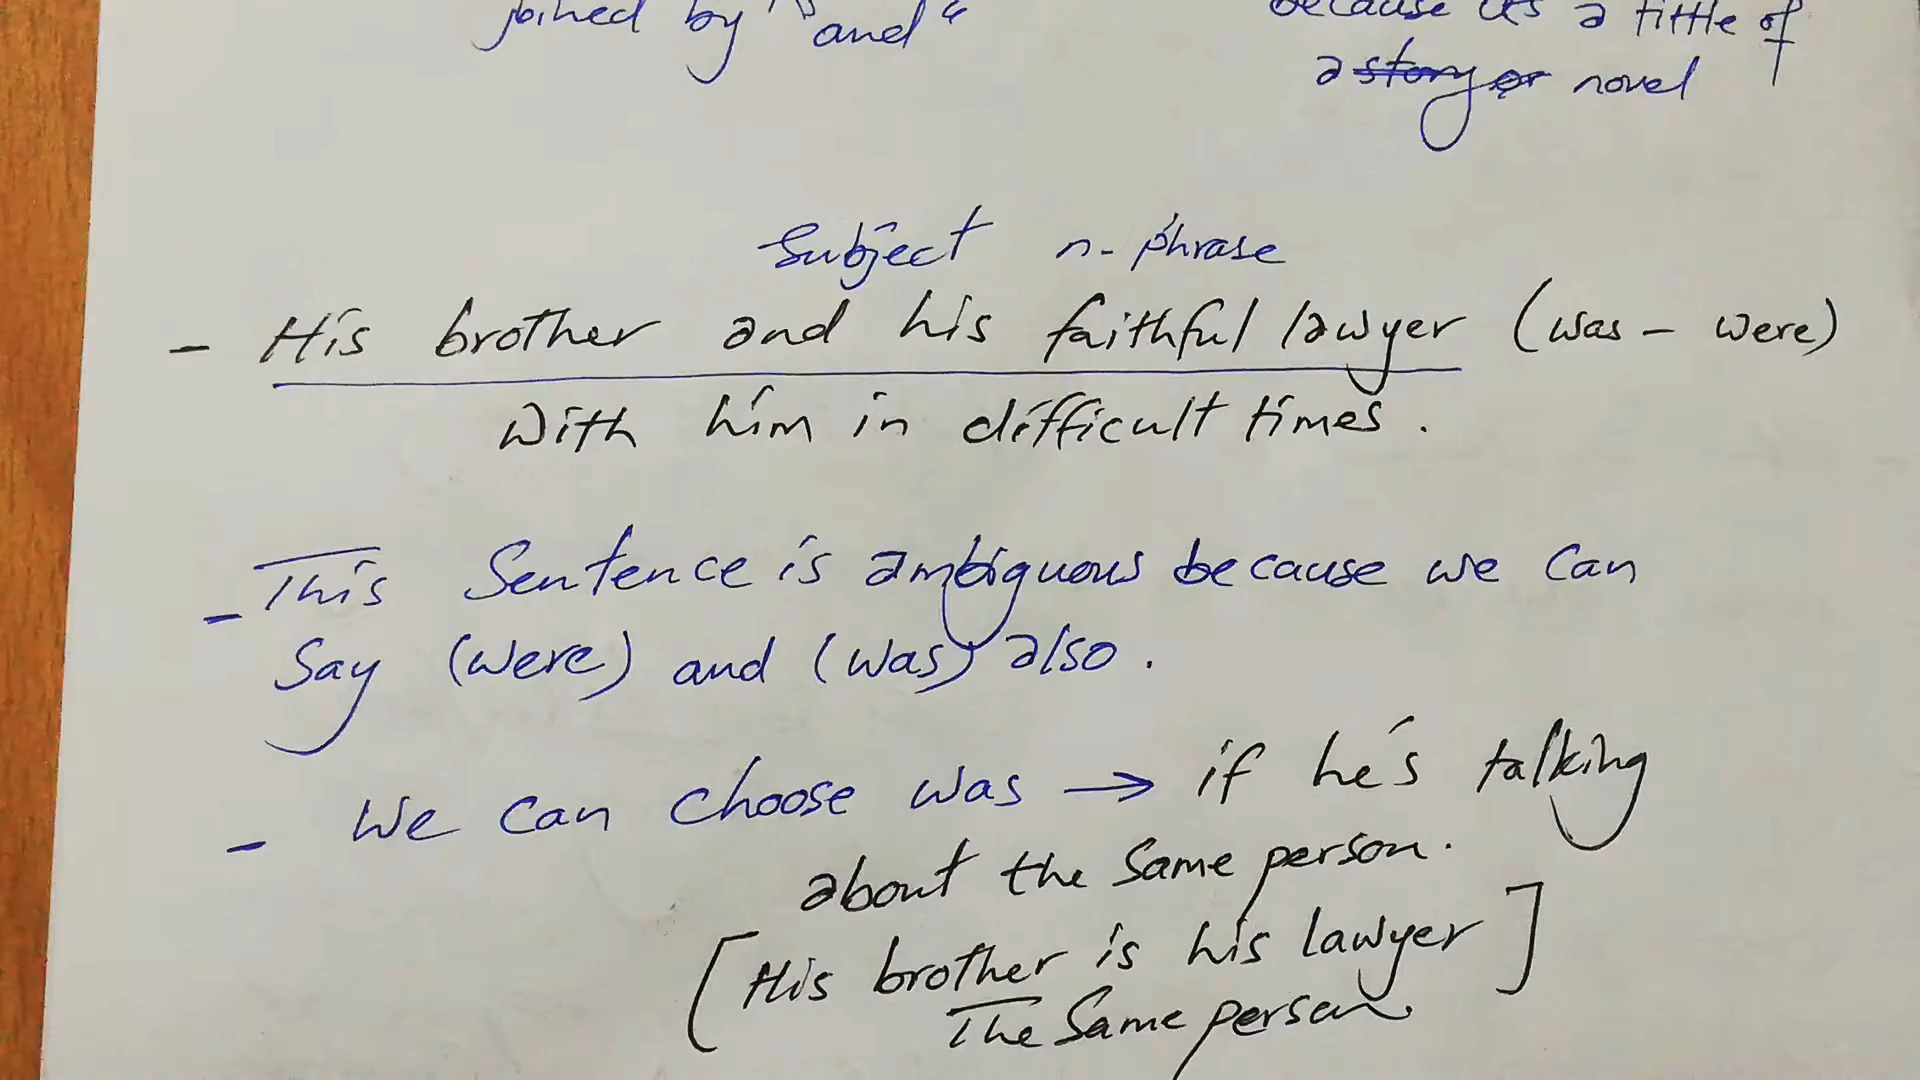 joined by "and"
because its a tittle of
a story or novel
Subject n-phrase
- His brother and his faithful lawyer (was - were)
with him in difficult times.
- This Sentence is ambiguous because we can
Say (were) and (was) also.
- We can choose was → if he's talking
about the same person.
[His brother is his lawyer]
The Same person